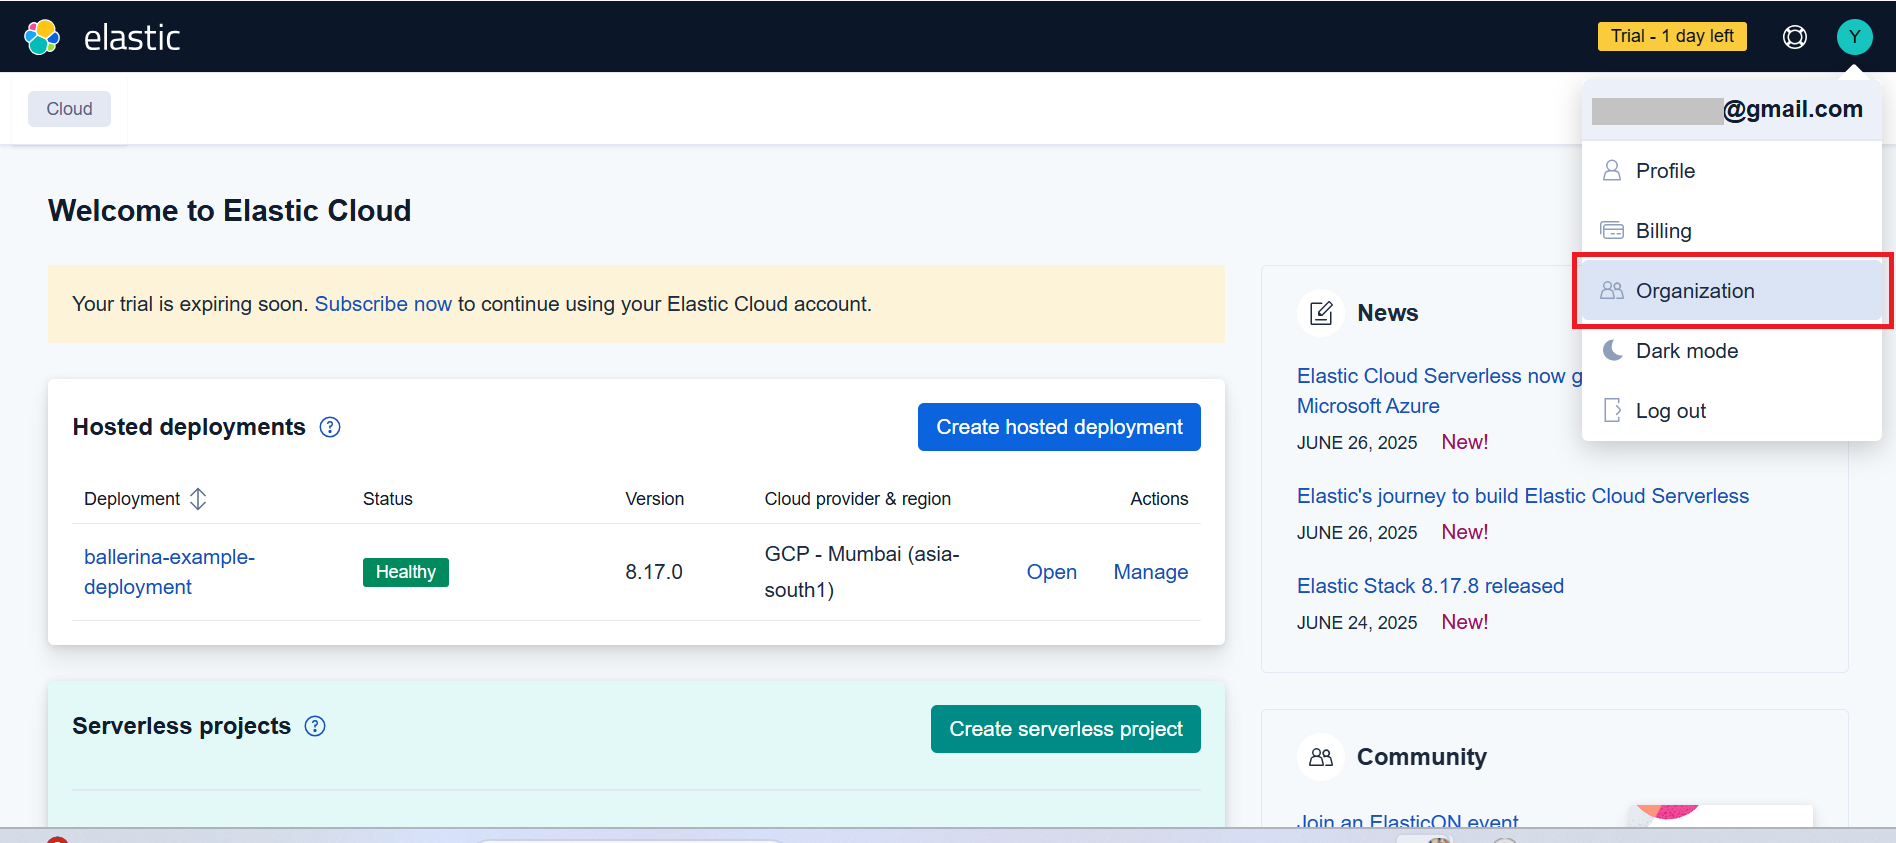 elastic
Trial - 1 day left
Y
Cloud
@gmail.com
Profile
Billing
Organization
Dark mode
Log out
Welcome to Elastic Cloud
Your trial is expiring soon. Subscribe now to continue using your Elastic Cloud account.
Hosted deployments ?
Create hosted deployment
Deployment Status Version Cloud provider & region Actions
ballerina-example-
deployment
Healthy
8.17.0
GCP - Mumbai (asia-
south1)
Open Manage
Serverless projects ?
Create serverless project
News
Elastic Cloud Serverless now g
Microsoft Azure
JUNE 26, 2025 New!
Elastic's journey to build Elastic Cloud Serverless
JUNE 26, 2025 New!
Elastic Stack 8.17.8 released
JUNE 24, 2025 New!
Community
Join an ElasticON event